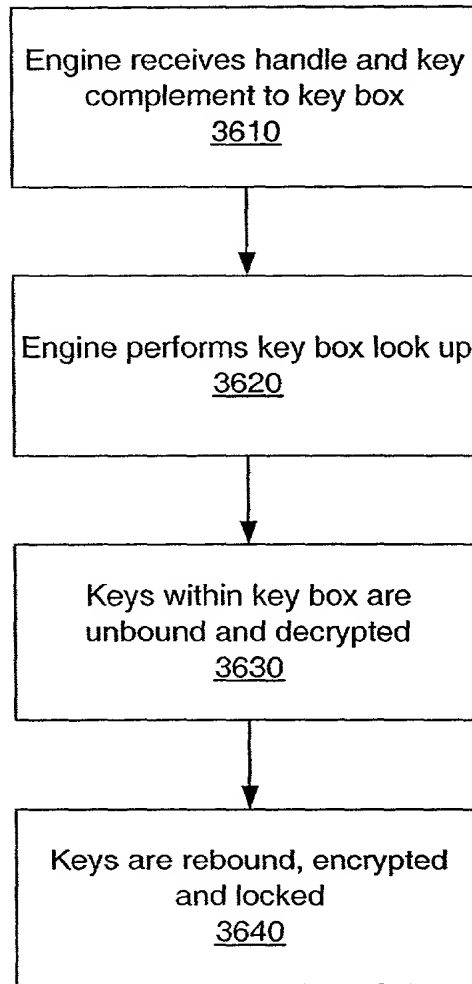 Engine receives handle and key
complement to key box
3610
Engine performs key box look up
3620
Keys within key box are
unbound and decrypted
3630
Keys are rebound, encrypted
and locked
3640